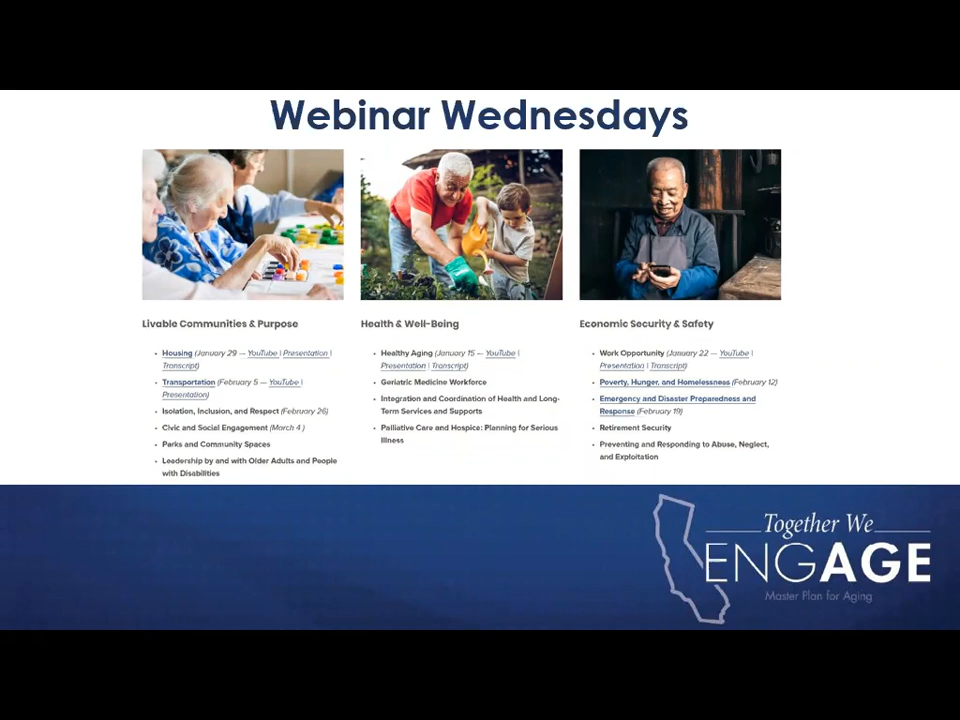 Webinar Wednesdays
Livable Communities & Purpose
• Housing (January 29 — YouTube | Presentation |
Transcript)
• Transportation (February 5 — YouTube |
Presentation)
• Isolation, Inclusion, and Respect (February 26)
• Civic and Social Engagement (March 4 )
• Parks and Community Spaces
• Leadership by and with Older Adults and People
with Disabilities
Health & Well-Being
• Healthy Aging (January 15 — YouTube |
Presentation | Transcript)
• Geriatric Medicine Workforce
• Integration and Coordination of Health and Long-
Term Services and Supports
• Palliative Care and Hospice: Planning for Serious
Illness
Economic Security & Safety
• Work Opportunity (January 22 — YouTube |
Presentation | Transcript)
• Poverty, Hunger, and Homelessness (February 12)
• Emergency and Disaster Preparedness and
Response (February 19)
• Retirement Security
• Preventing and Responding to Abuse, Neglect,
and Exploitation
Together We
ENGAGE
Master Plan for Aging